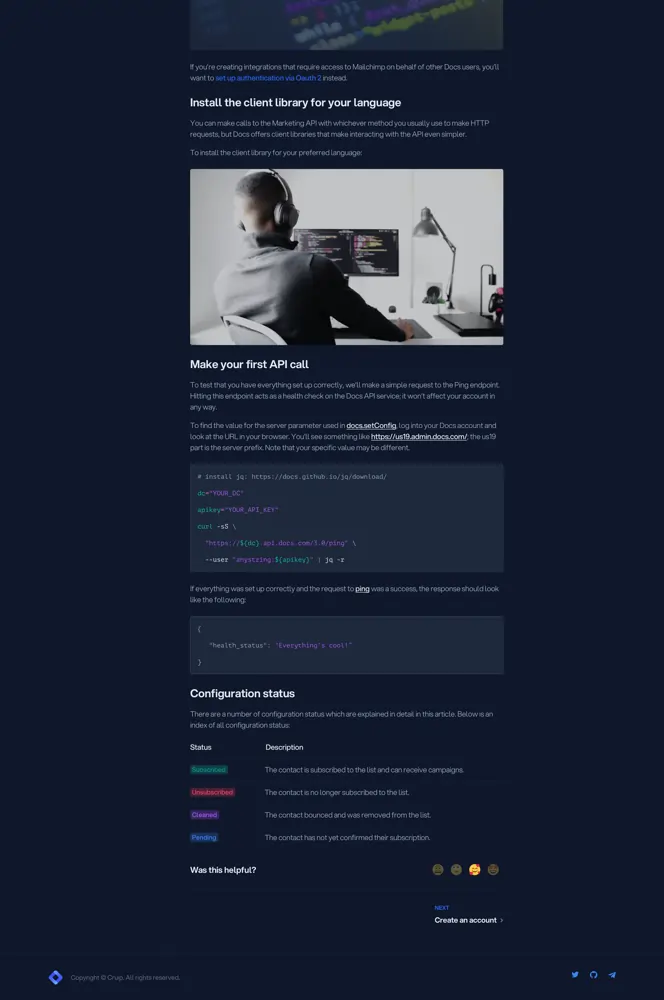 If you're creating integrations that require access to Mailchimp on behalf of other Docs users, you'll
want to set up authentication via Oauth 2 instead.
Install the client library for your language
You can make calls to the Marketing API with whichever method you usually use to make HTTP
requests, but Docs offers client libraries that make interacting with the API even simpler.
To install the client library for your preferred language:
Make your first API call
To test that you have everything set up correctly, we'll make a simple request to the Ping endpoint.
Hitting this endpoint acts as a health check on the Docs API service; it won't affect your account in
any way.
To find the value for the server parameter used in docs.setConfig, log into your Docs account and
look at the URL in your browser. You'll see something like https://us19.admin.docs.com/; the us19
part is the server prefix. Note that your specific value may be different.
# install jq: https://docs.github.io/jq/download/
dc="YOUR_DC"
apikey="YOUR_API_KEY"
curl -sS \
"https://${dc}.api.docs.com/3.0/ping" \
--user "anystring:${apikey}" | jq -r
If everything was set up correctly and the request to ping was a success, the response should look
like the following:
{
"health_status": "Everything's cool!"
}
Configuration status
There are a number of configuration status which are explained in detail in this article. Below is an
index of all configuration status:
Status Description
Subscribed The contact is subscribed to the list and can receive campaigns.
Unsubscribed The contact is no longer subscribed to the list.
Cleaned The contact bounced and was removed from the list.
Pending The contact has not yet confirmed their subscription.
Was this helpful?
NEXT
Create an account >
Copyright © Cruip. All rights reserved.